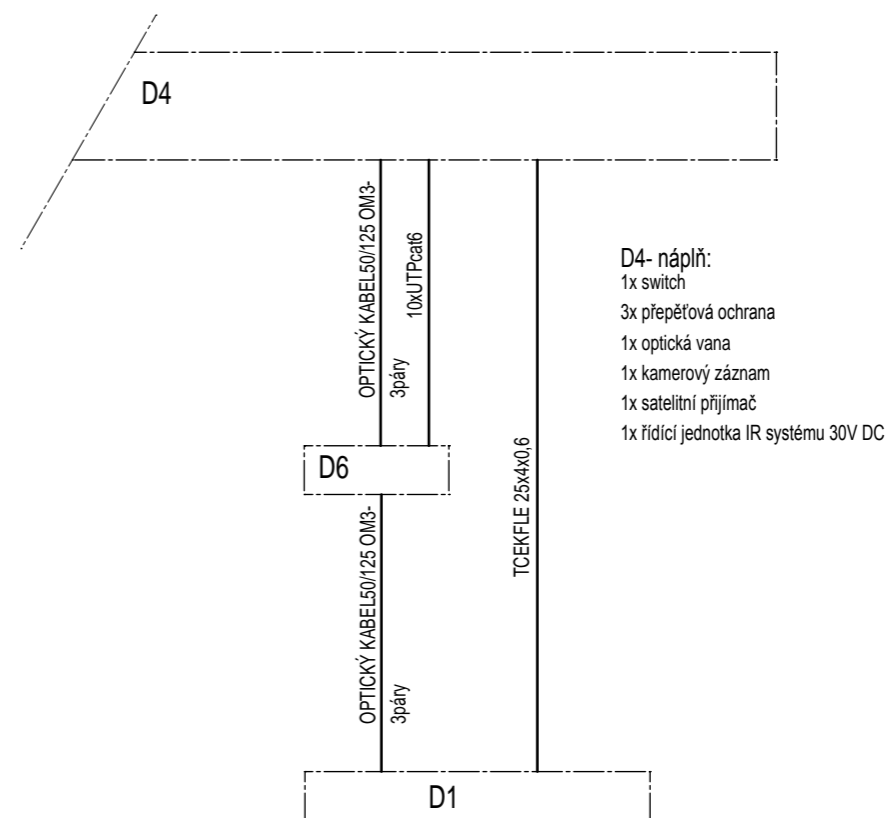 D4
OPTICKÝ KABEL50/125 OM3-
3páry
10xUTPcat6
D4- náplň:
1x switch
3x přepěťová ochrana
1x optická vana
1x kamerový záznam
1x satelitní přijímač
1x řídící jednotka IR systému 30V DC
D6
TCEKFLE 25x4x0,6
OPTICKÝ KABEL50/125 OM3-
3páry
D1